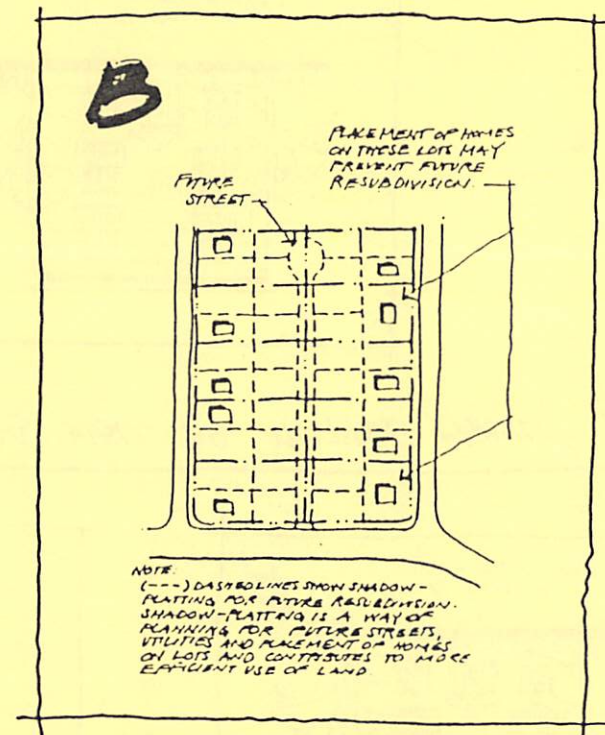 B
PLACEMENT OF HOMES
ON THESE LOTS MAY
PREVENT FUTURE
RESUBDIVISION.
FUTURE
STREET
NOTE:
(---) DASHED LINES SHOW SHADOW-
PLATTING FOR FUTURE RESUBDIVISION.
SHADOW-PLATTING IS A WAY OF
PLANNING FOR FUTURE STREETS,
UTILITIES AND PLACEMENT OF HOMES
ON LOTS AND CONTRIBUTES TO MORE
EFFICIENT USE OF LAND.